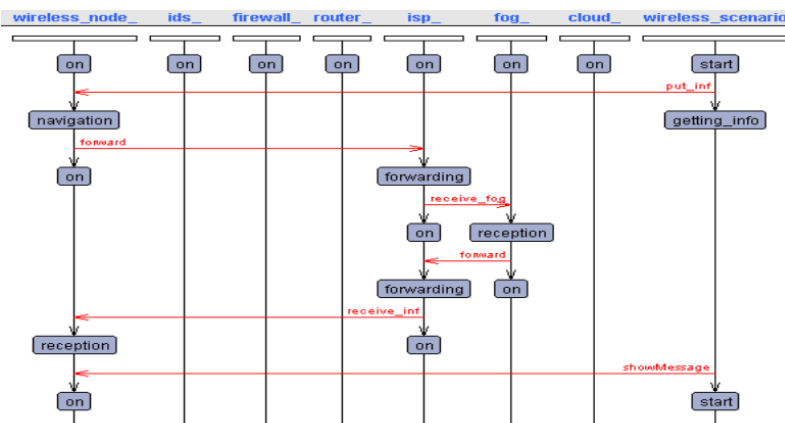 wireless_node_ ids_ firewall_ router_ isp_ fog_ cloud_ wireless_scenario
on on on on on on on start
put_inf
navigation getting_info
forward
on forwarding
receive_fog
on reception
forward
forwarding on
receive_inf
reception on
showMessage
on start